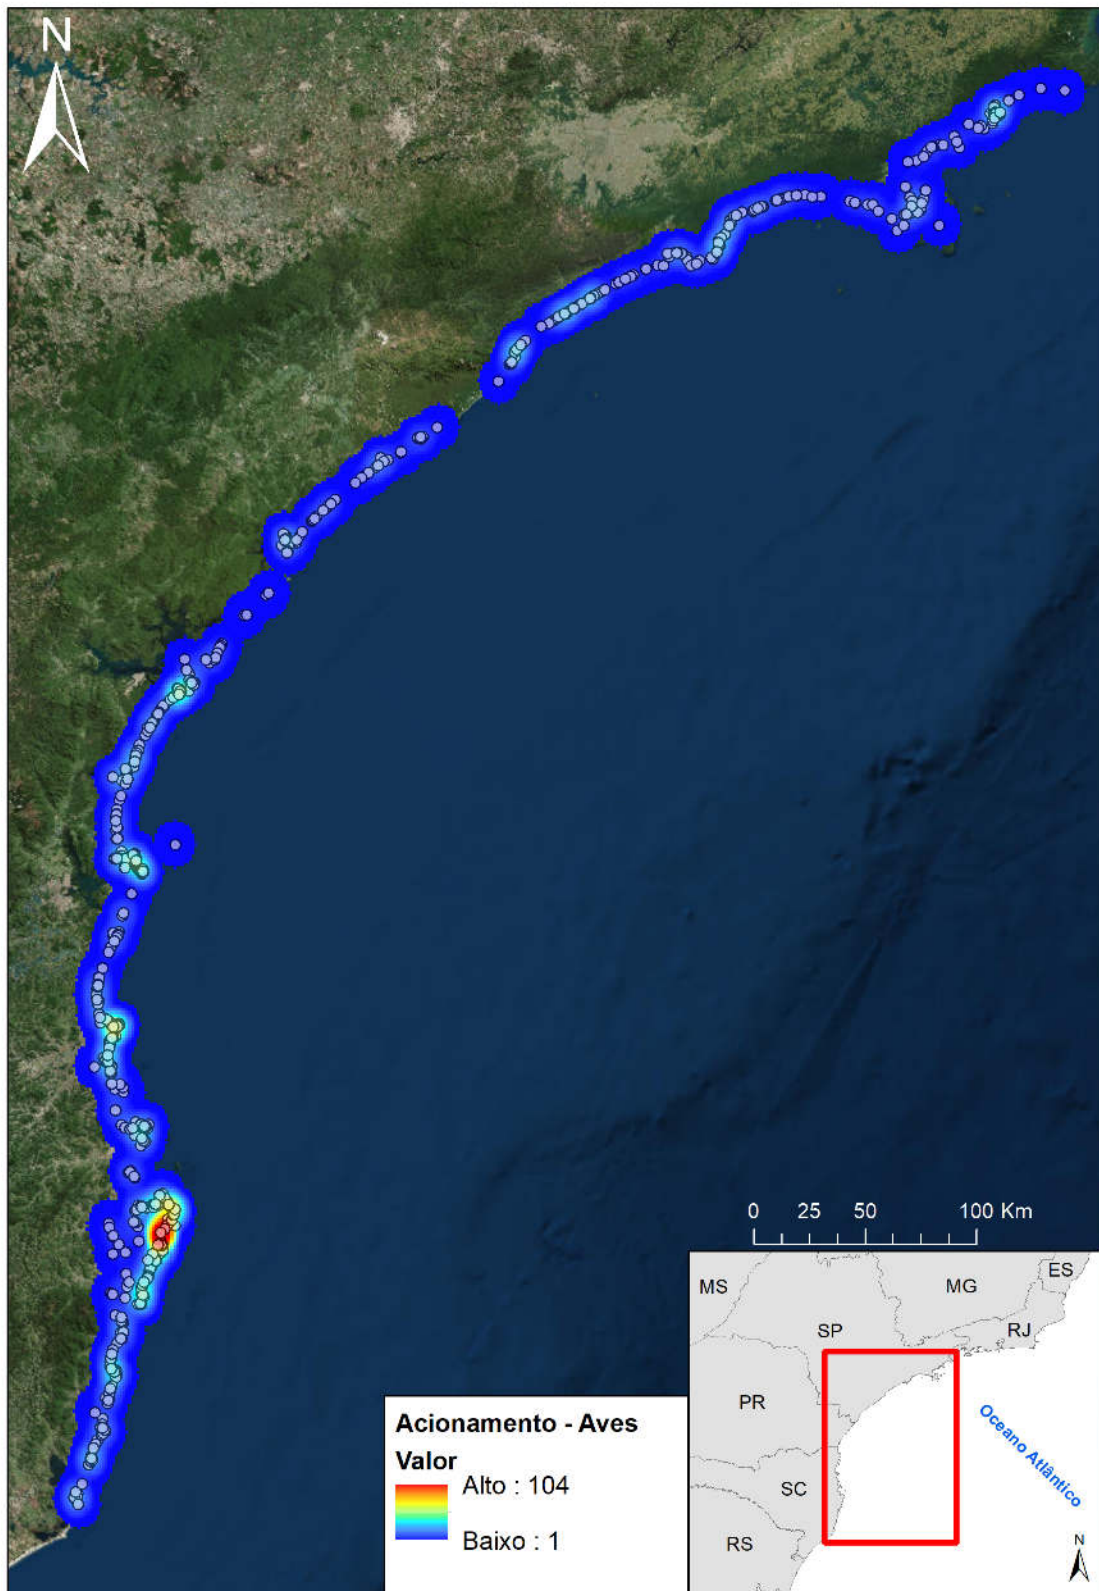 N
0 25 50 100 Km
MS
MG
ES
SP
RJ
PR
SC
RS
Oceano Atlântico
N
Acionamento - Aves
Valor
Alto : 104
Baixo : 1